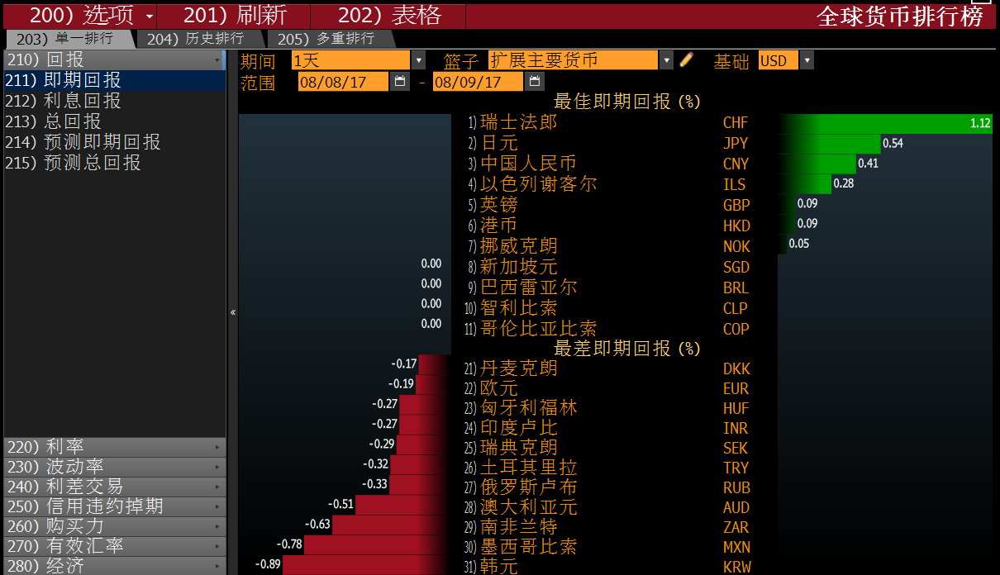 200) 选项 201) 刷新 202) 表格 全球货币排行榜
203) 单一排行 204) 历史排行 205) 多重排行
210) 回报
211) 即期回报
212) 利息回报
213) 总回报
214) 预测即期回报
215) 预测总回报
220) 利率
230) 波动率
240) 利差交易
250) 信用违约掉期
260) 购买力
270) 有效汇率
280) 经济
期间 1天 篮子 扩展主要货币 基础 USD
范围 08/08/17 - 08/09/17
«
最佳即期回报 (%)
1) 瑞士法郎 CHF 1.12
2) 日元 JPY 0.54
3) 中国人民币 CNY 0.41
4) 以色列谢客尔 ILS 0.28
5) 英镑 GBP 0.09
6) 港币 HKD 0.09
7) 挪威克朗 NOK 0.05
0.00 8) 新加坡元 SGD
0.00 9) 巴西雷亚尔 BRL
0.00 10) 智利比索 CLP
0.00 11) 哥伦比亚比索 COP
最差即期回报 (%)
-0.17 21) 丹麦克朗 DKK
-0.19 22) 欧元 EUR
-0.27 23) 匈牙利福林 HUF
-0.27 24) 印度卢比 INR
-0.29 25) 瑞典克朗 SEK
-0.32 26) 土耳其里拉 TRY
-0.33 27) 俄罗斯卢布 RUB
-0.51 28) 澳大利亚元 AUD
-0.63 29) 南非兰特 ZAR
-0.78 30) 墨西哥比索 MXN
-0.89 31) 韩元 KRW